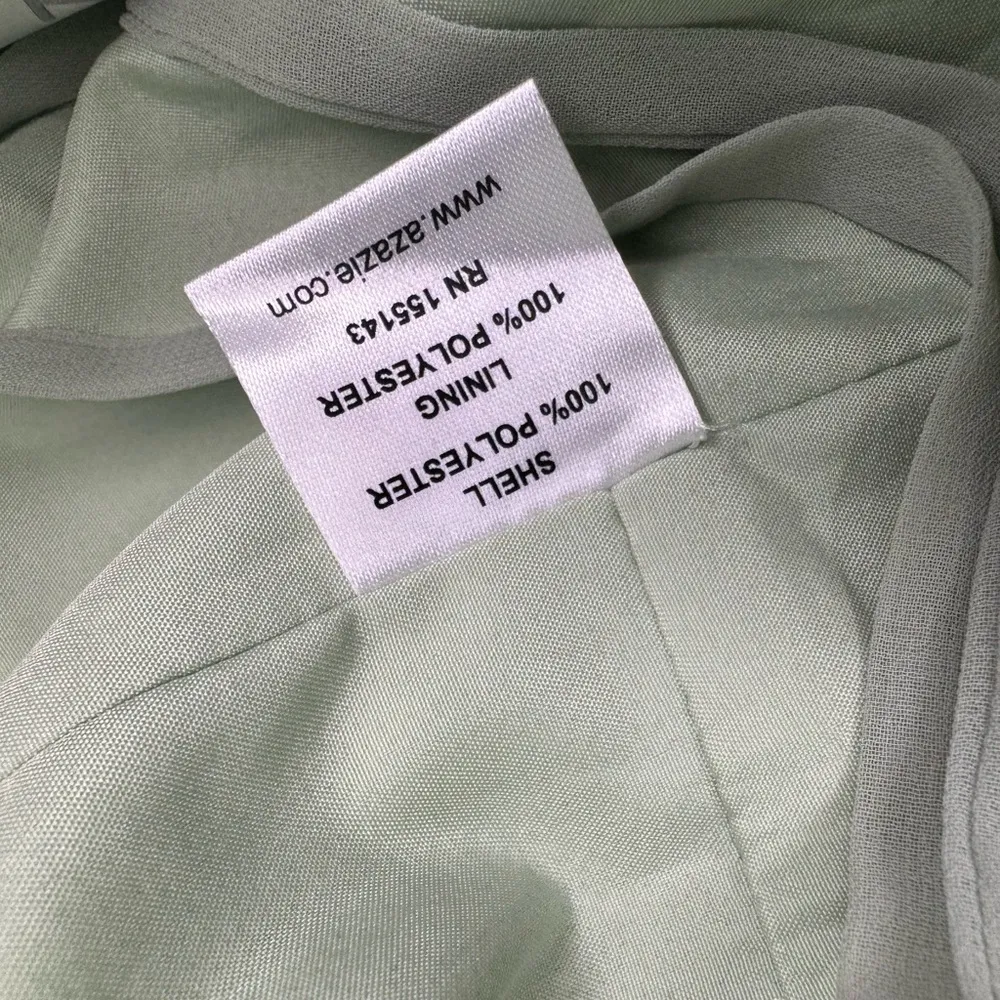 SHELL
100% POLYESTER
LINING
100% POLYESTER
RN 155143
www.azazie.com